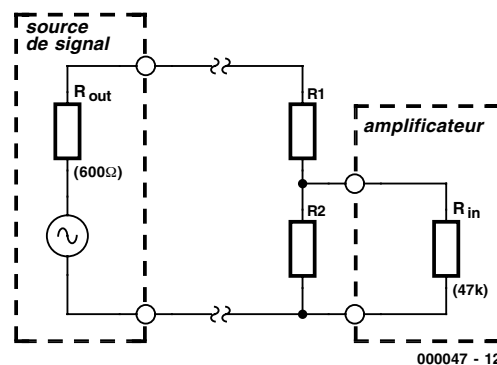 source
de signal
R out
(600Ω)
R1
R2
amplificateur
R in
(47k)
000047 - 12